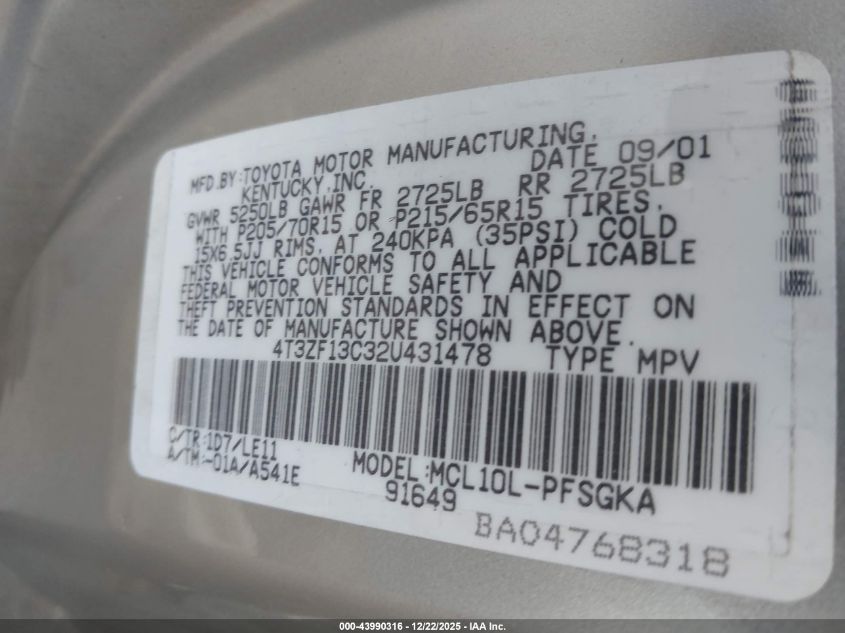 MFD.BY:TOYOTA MOTOR MANUFACTURING,
KENTUCKY,INC. DATE 09/01
GVWR 5250LB GAWR FR 2725LB RR 2725LB
WITH P205/70R15 OR P215/65R15 TIRES,
15X6.5JJ RIMS, AT 240KPA (35PSI) COLD
THIS VEHICLE CONFORMS TO ALL APPLICABLE
FEDERAL MOTOR VEHICLE SAFETY AND
THEFT PREVENTION STANDARDS IN EFFECT ON
THE DATE OF MANUFACTURE SHOWN ABOVE.
4T3ZF13C32U431478 TYPE MPV
C/TR:1D7/LE11
A/TM:-01A/A541E
MODEL:MCL10L-PFSGKA
91649
BA04768318
000-43990316 • 12/22/2025 - IAA Inc.